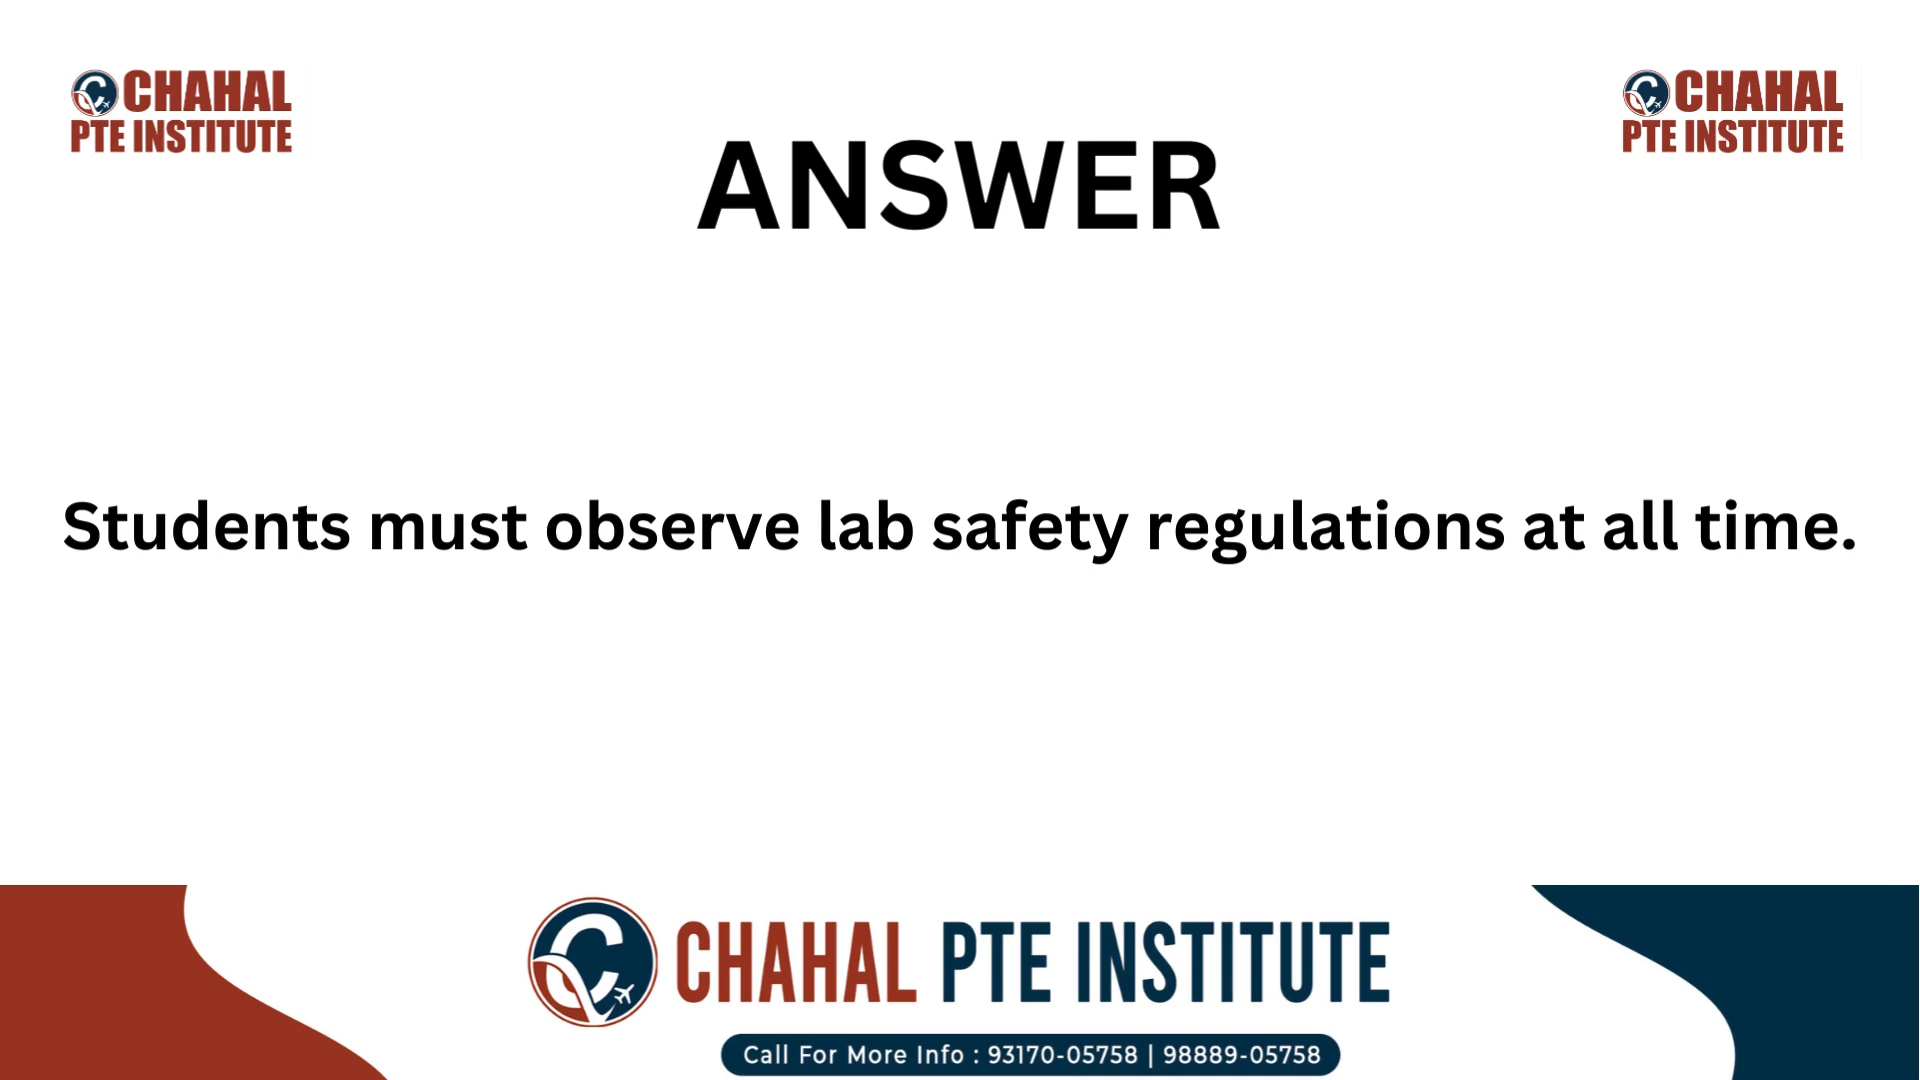 CHAHAL
PTE INSTITUTE
CHAHAL
PTE INSTITUTE
ANSWER
Students must observe lab safety regulations at all time.
CHAHAL PTE INSTITUTE
Call For More Info : 93170-05758 | 98889-05758